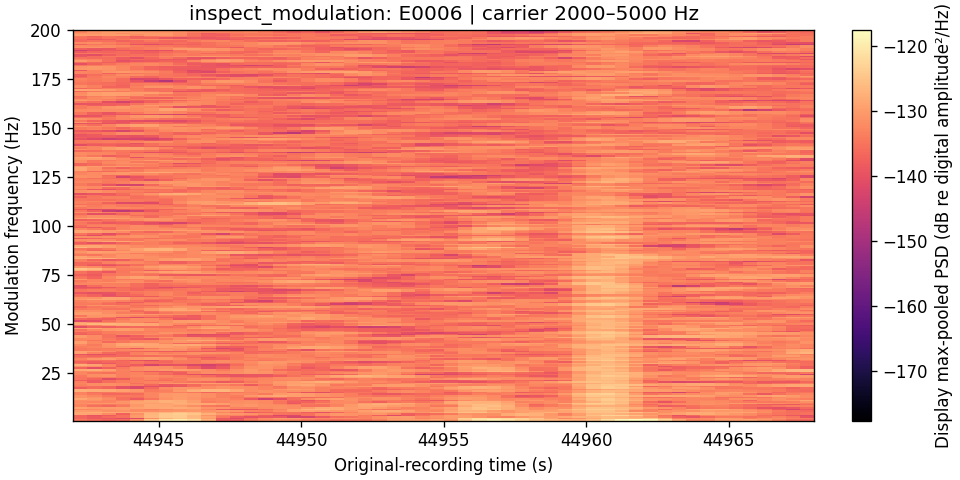 inspect_modulation: E0006 | carrier 2000–5000 Hz
200
175
150
125
100
75
50
25
Modulation frequency (Hz)
44945 44950 44955 44960 44965
Original-recording time (s)
−120
−130
−140
−150
−160
−170
Display max-pooled PSD (dB re digital amplitude²/Hz)